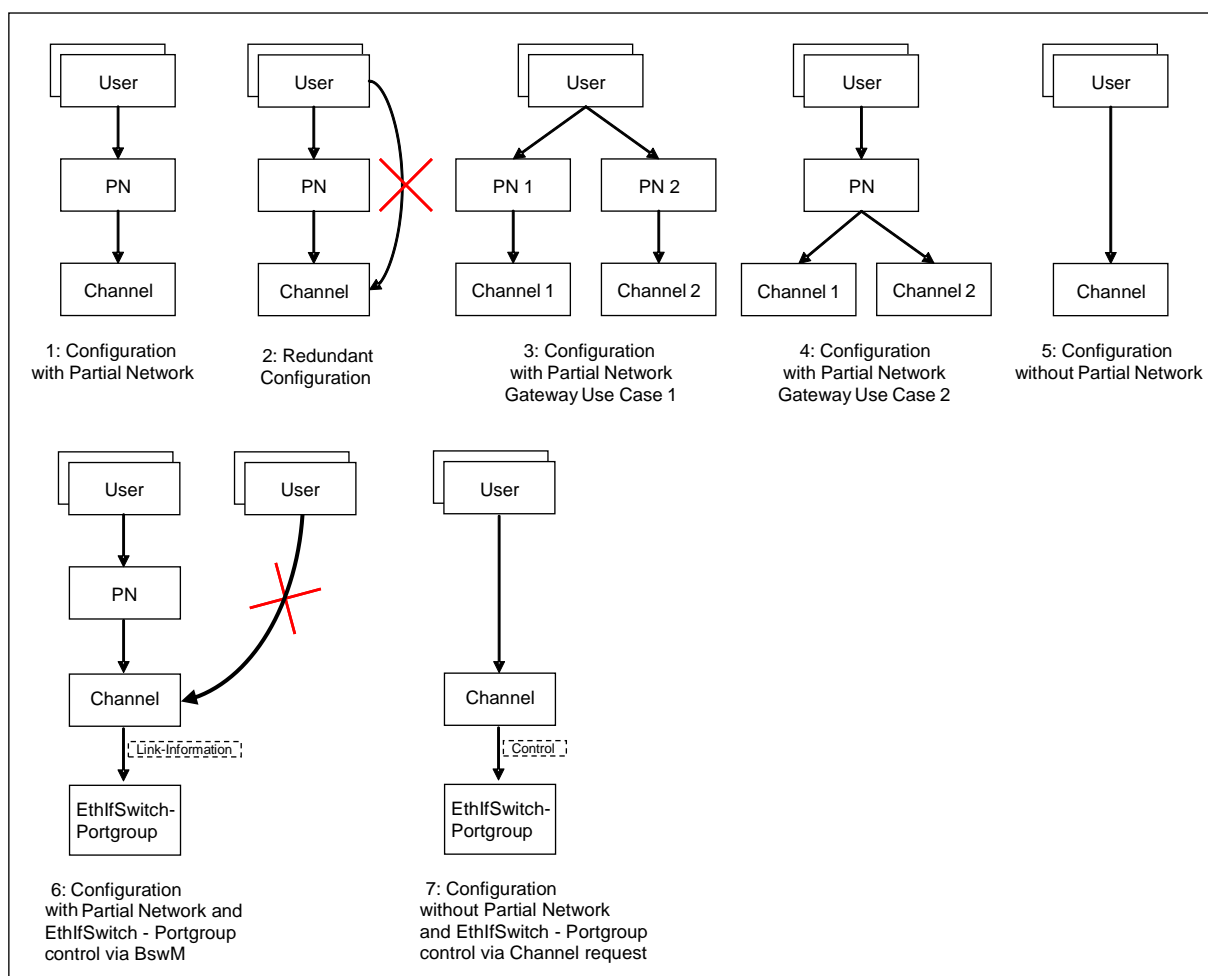 User
PN
Channel
1: Configuration
with Partial Network
User
PN
Channel
2: Redundant
Configuration
User
PN 1
PN 2
Channel 1
Channel 2
3: Configuration
with Partial Network
Gateway Use Case 1
User
PN
Channel 1
Channel 2
4: Configuration
with Partial Network
Gateway Use Case 2
User
Channel
5: Configuration
without Partial Network
User
User
PN
Channel
Link-Information
EthIfSwitch-
Portgroup
6: Configuration
with Partial Network and
EthIfSwitch - Portgroup
control via BswM
User
Channel
Control
EthIfSwitch-
Portgroup
7: Configuration
without Partial Network
and EthIfSwitch - Portgroup
control via Channel request